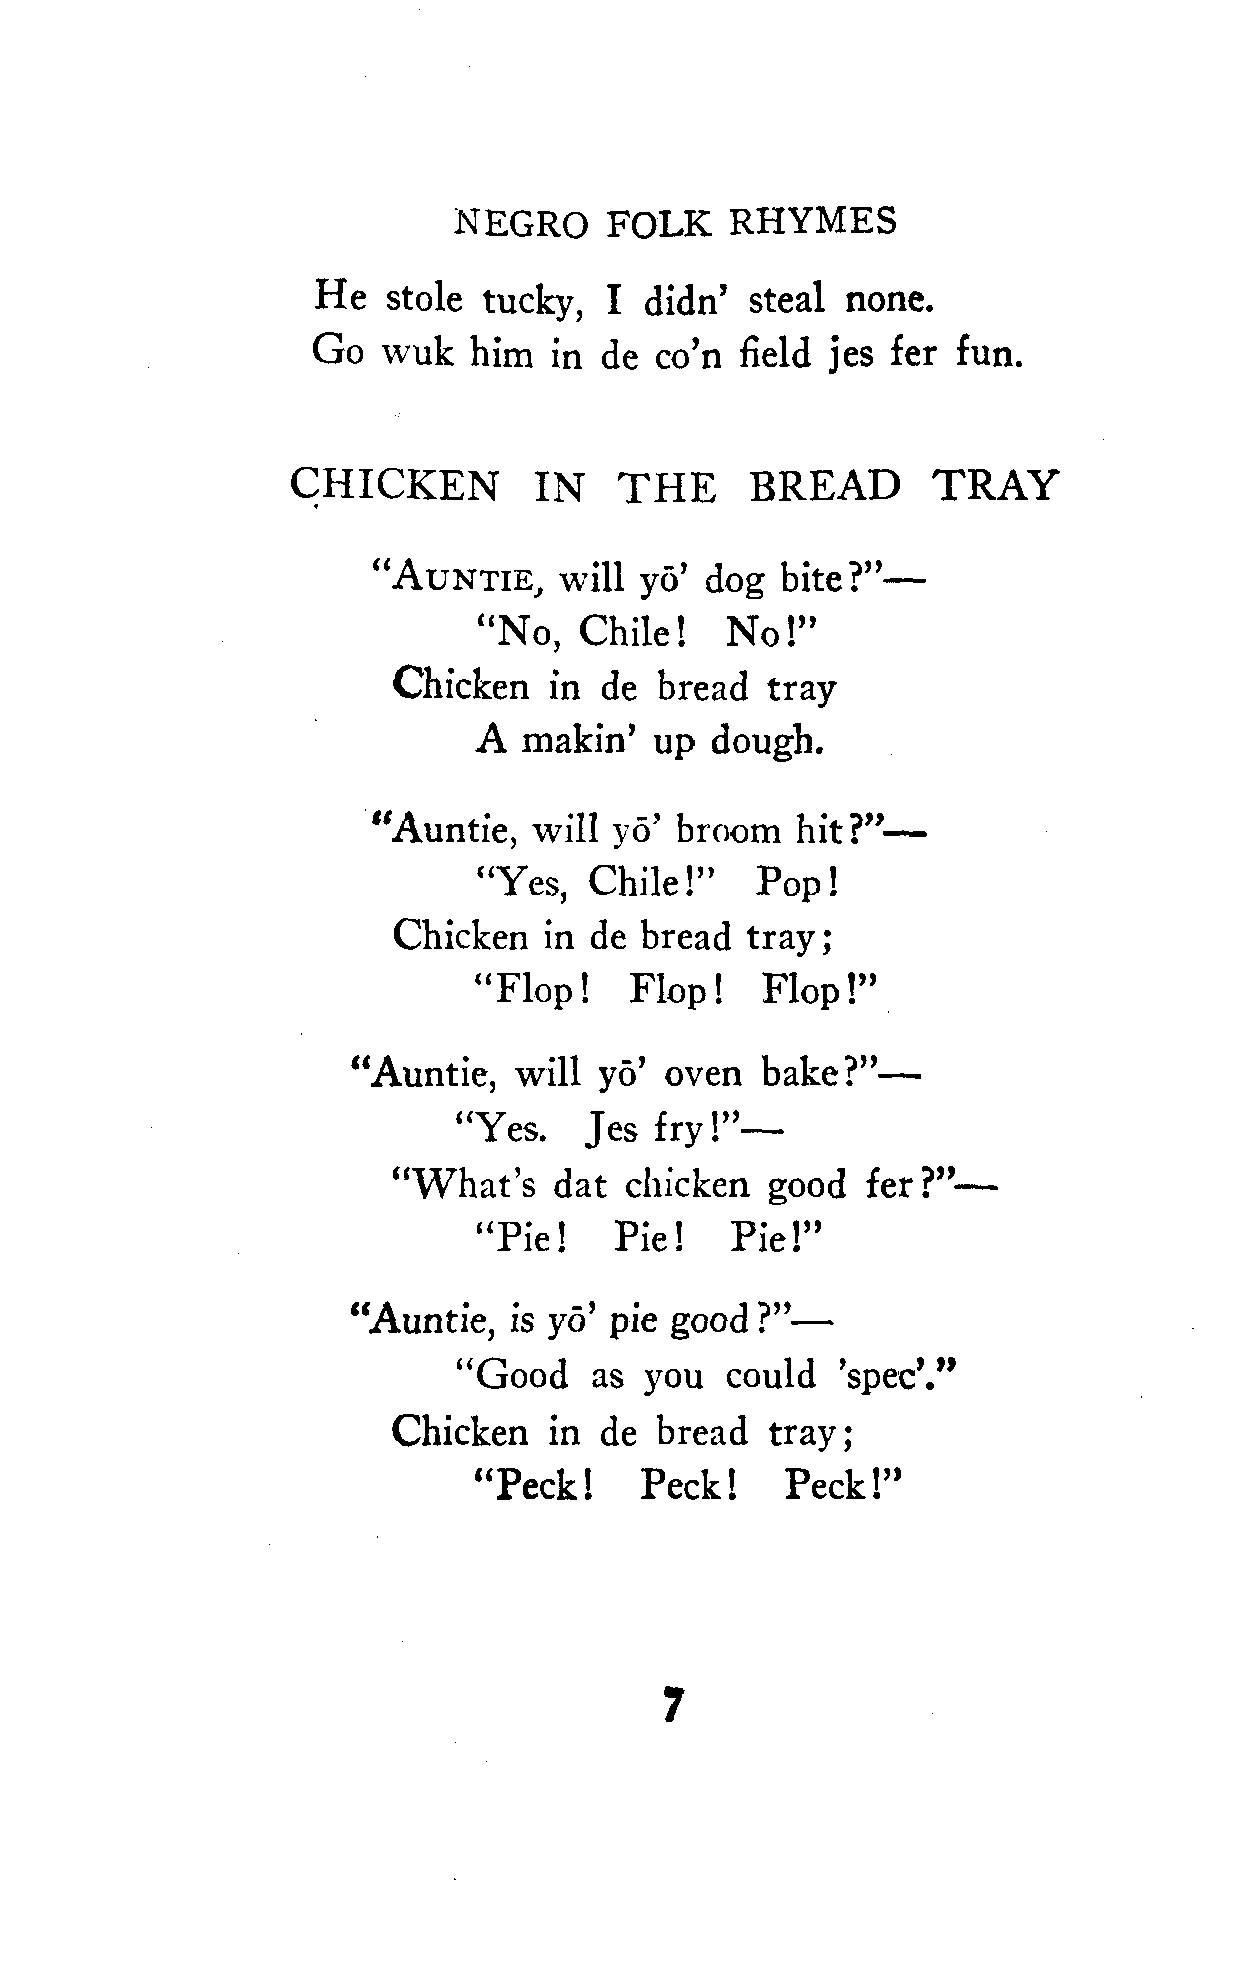 NEGRO FOLK RHYMES
He stole tucky, I didn' steal none.
Go wuk him in de co'n field jes fer fun.
CHICKEN IN THE BREAD TRAY
"AUNTIE, will yō' dog bite?"—
"No, Chile! No!"
Chicken in de bread tray
A makin' up dough.
"Auntie, will yō' broom hit?"—
"Yes, Chile!" Pop!
Chicken in de bread tray;
"Flop! Flop! Flop!"
"Auntie, will yō' oven bake?"—
"Yes. Jes fry!"—
"What's dat chicken good fer?"—
"Pie! Pie! Pie!"
"Auntie, is yō' pie good?"—
"Good as you could 'spec'."
Chicken in de bread tray;
"Peck! Peck! Peck!"
7